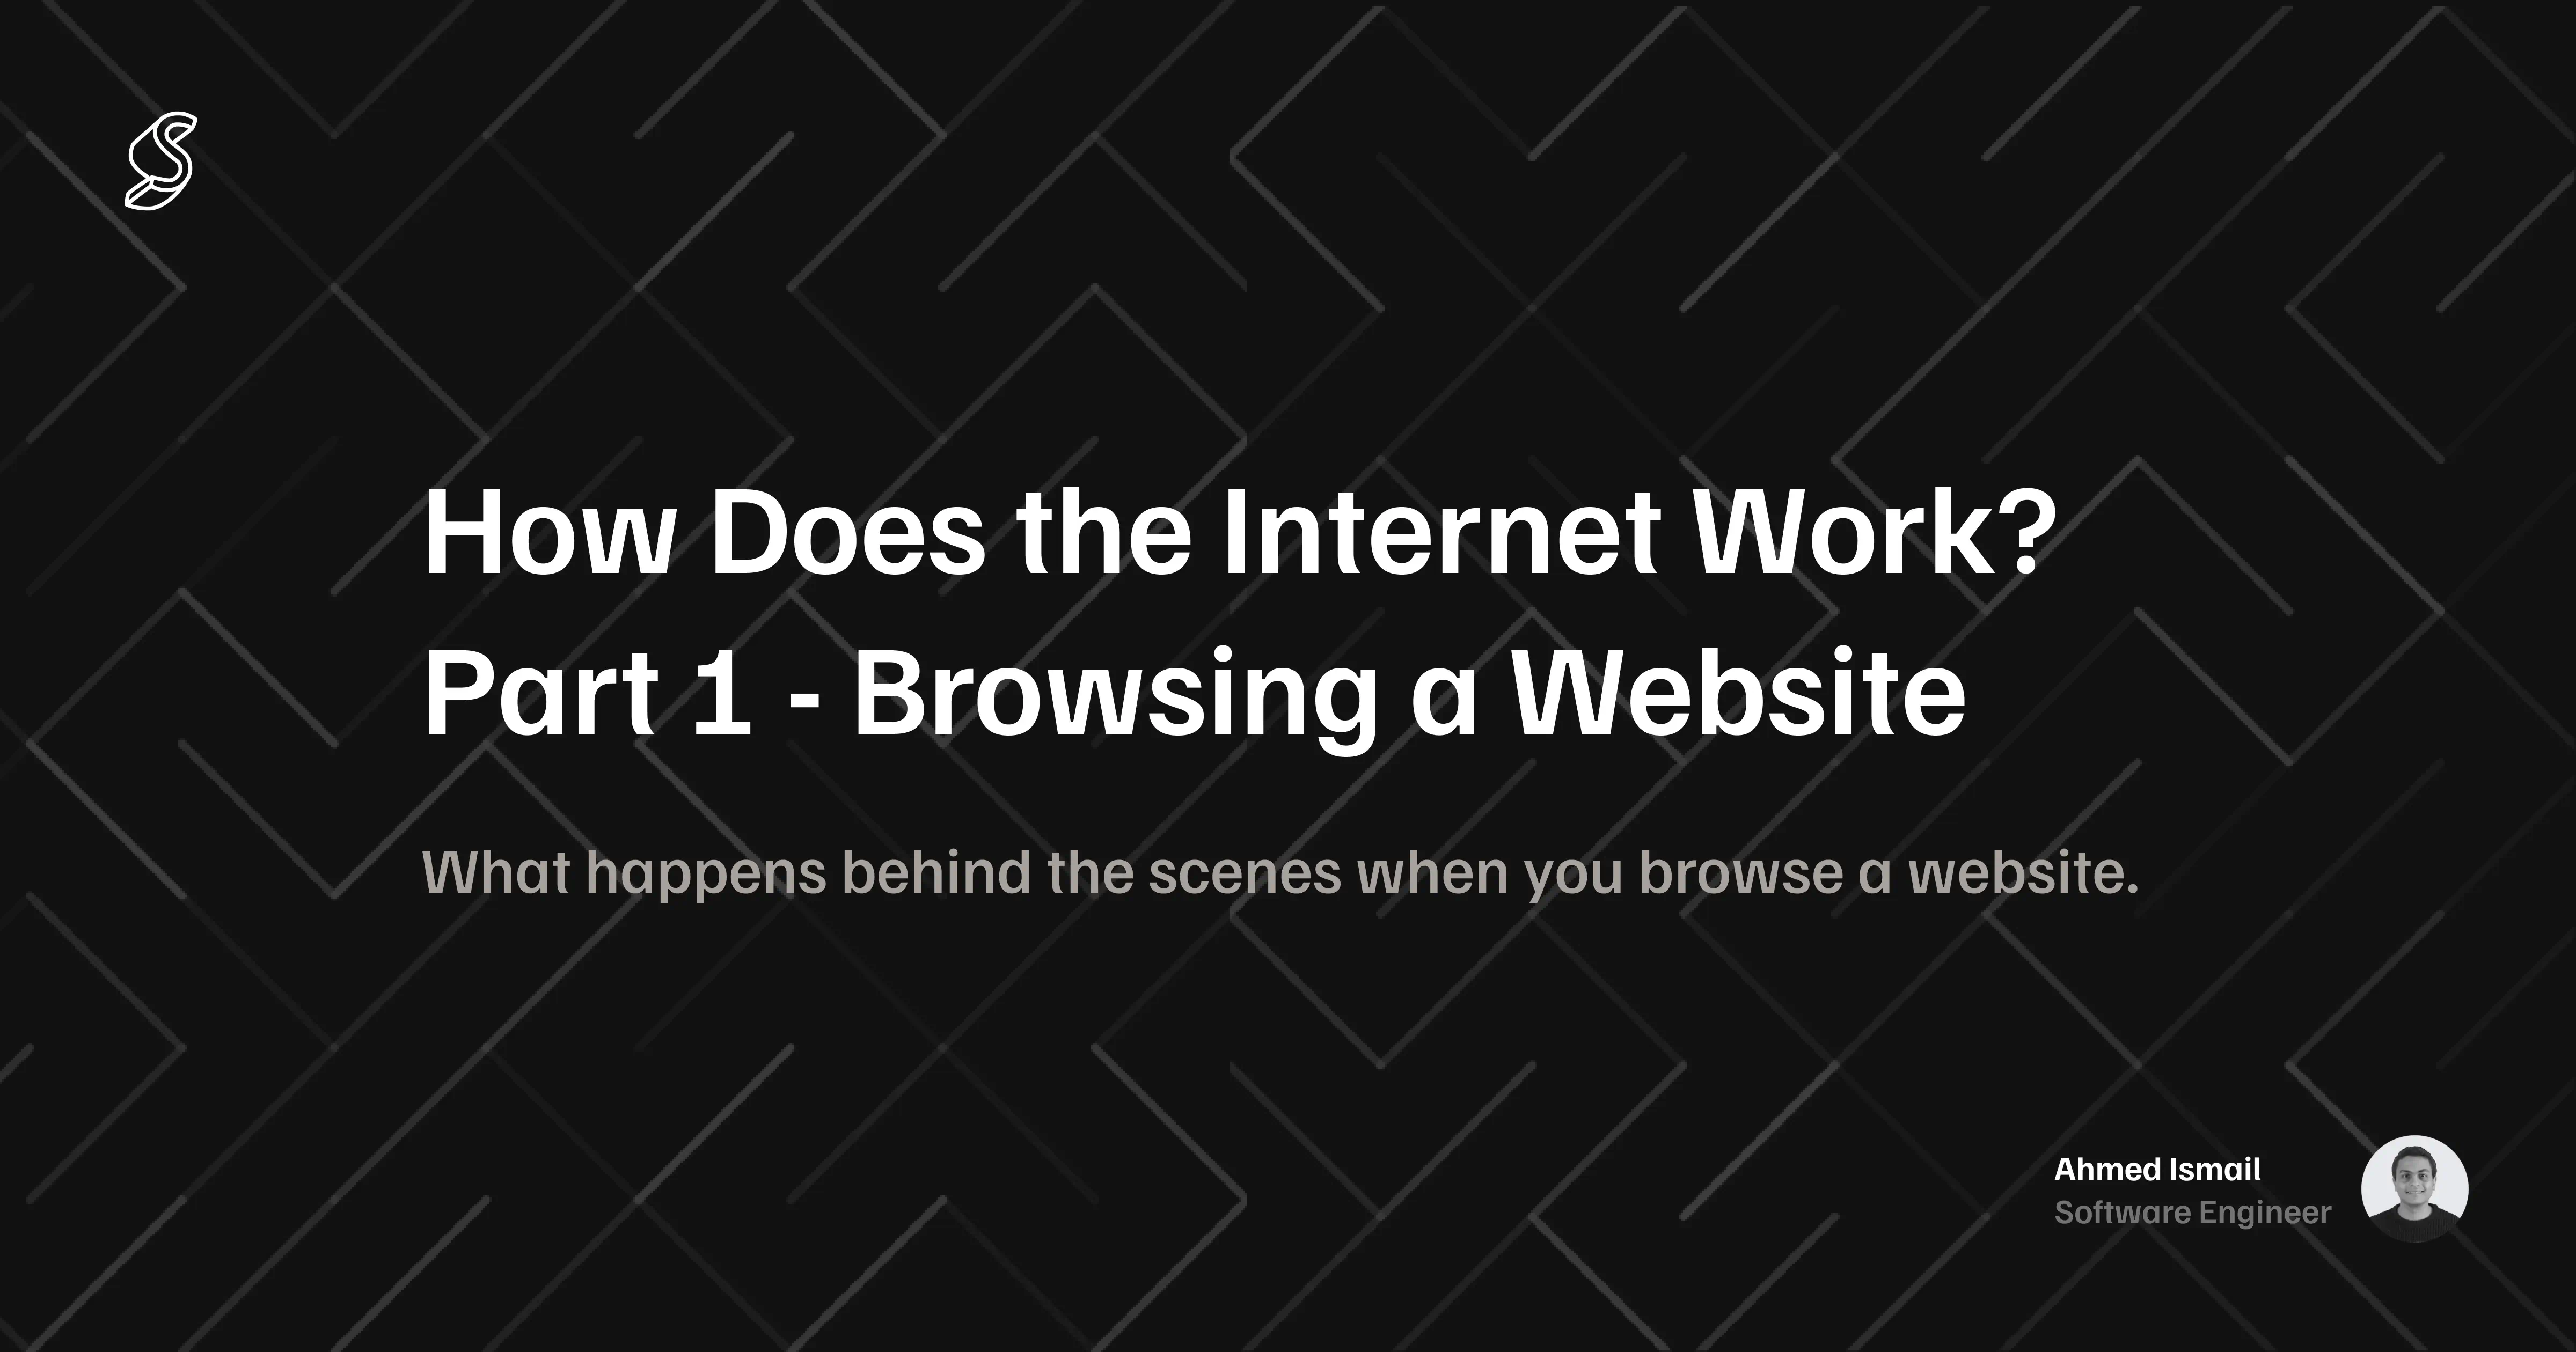 How Does the Internet Work?
Part 1 - Browsing a Website
What happens behind the scenes when you browse a website.
Ahmed Ismail
Software Engineer